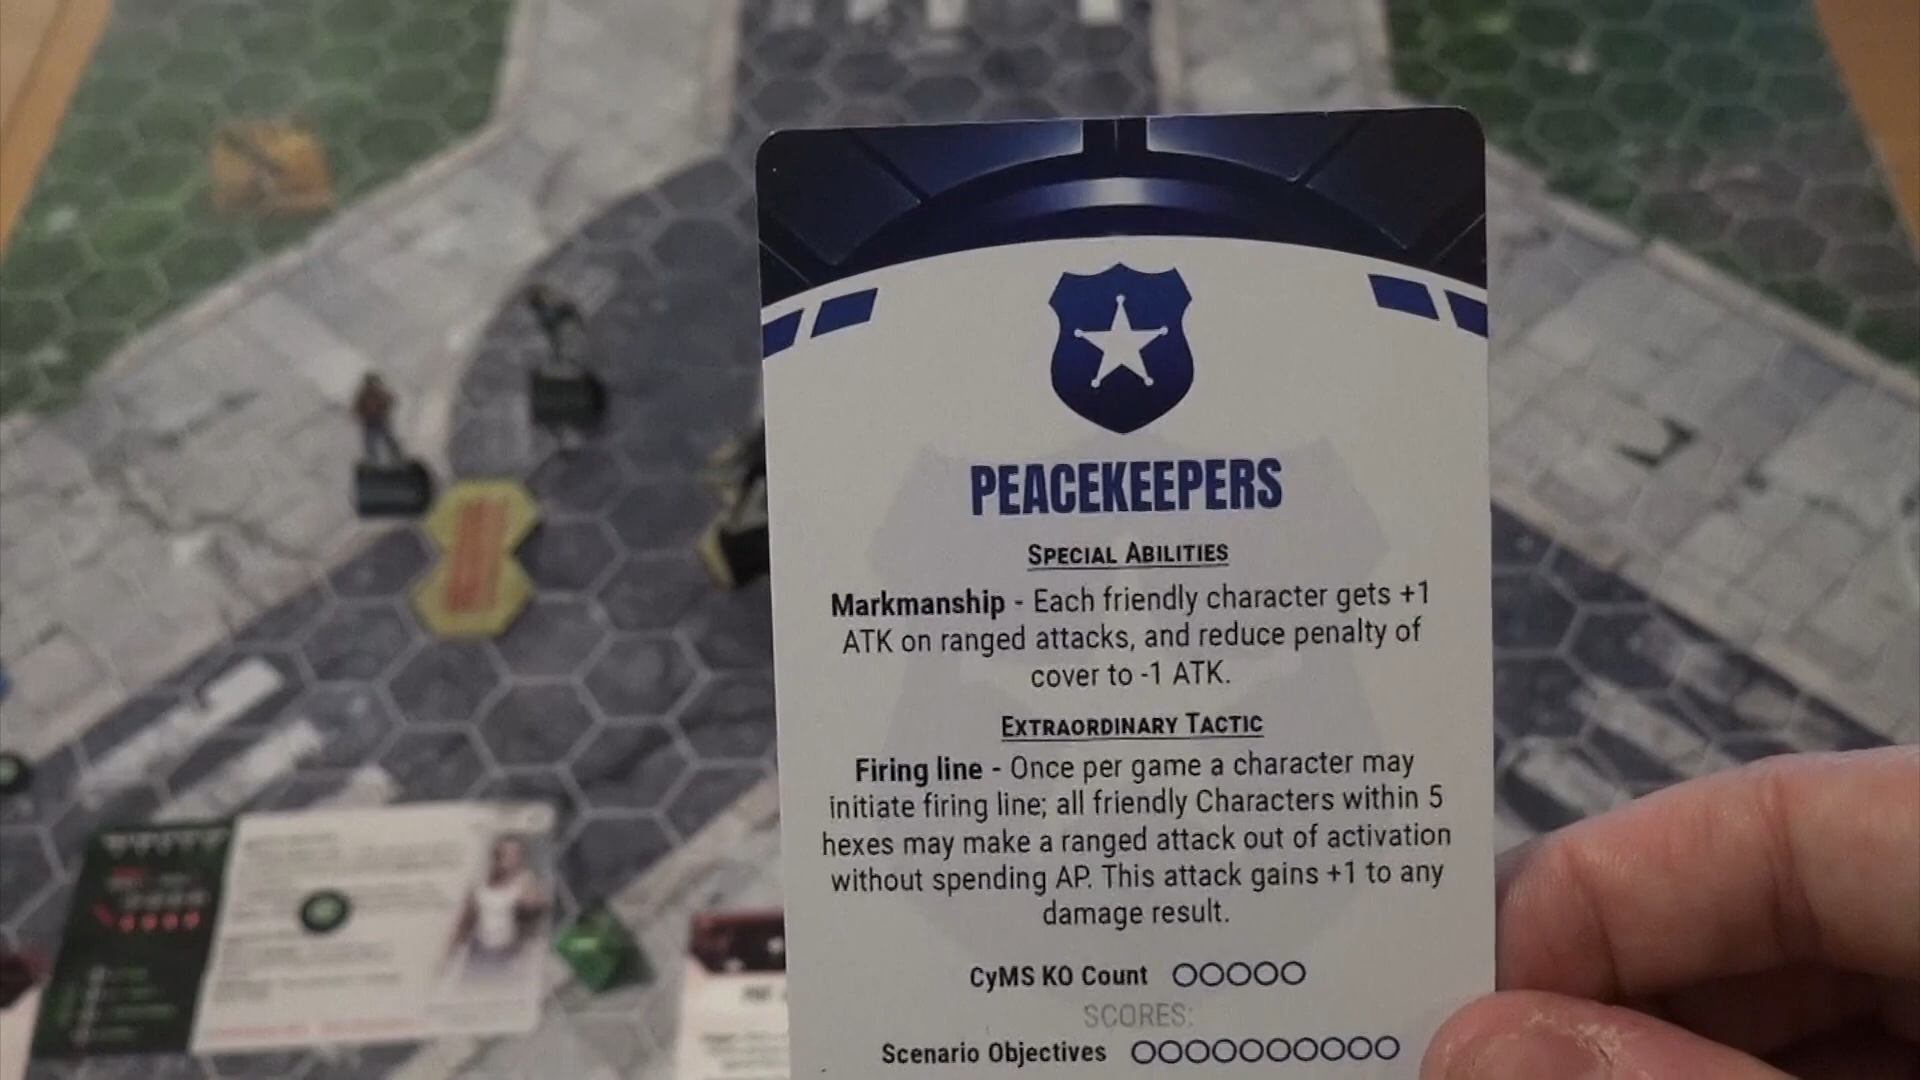 PEACEKEEPERS
SPECIAL ABILITIES
Markmanship - Each friendly character gets +1
ATK on ranged attacks, and reduce penalty of
cover to -1 ATK.
EXTRAORDINARY TACTIC
Firing line - Once per game a character may
initiate firing line; all friendly Characters within 5
hexes may make a ranged attack out of activation
without spending AP. This attack gains +1 to any
damage result.
CyMS KO Count
SCORES:
Scenario Objectives